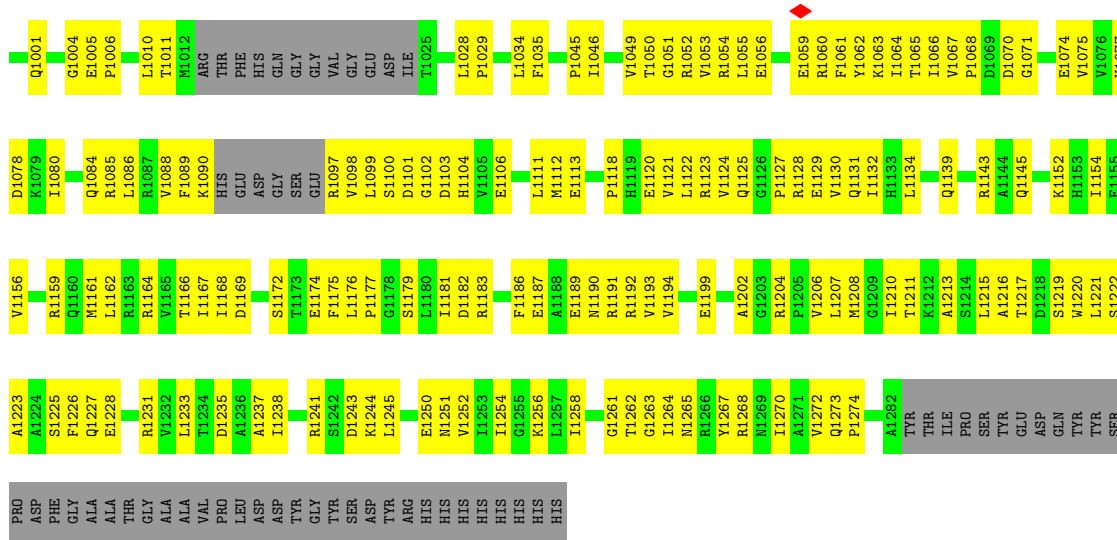 Q1001 G1004 E1005 P1006 L1010 T1011 M1012 ARG THR PHE HIS GLN GLY GLY VAL GLY GLU ASP ILE T1025 L1028 P1029 L1034 F1035 P1045 I1046 V1049 T1050 G1051 R1052 V1053 R1054 L1055 E1056 E1059 R1060 F1061 Y1062 K1063 I1064 T1065 I1066 V1067 P1068 D1069 D1070 G1071 E1074 V1075 V1076
D1078 K1079 I1080 Q1084 R1085 L1086 R1087 V1088 F1089 K1090 HIS GLU ASP GLY SER GLU R1097 V1098 L1099 S1100 D1101 G1102 D1103 H1104 V1105 E1106 L1111 M1112 E1113 P1118 H1119 E1120 V1121 L1122 R1123 V1124 Q1125 G1126 P1127 R1128 E1129 V1130 Q1131 I1132 H1133 L1134 Q1139 R1143 A1144 Q1145 K1152 H1153 I1154 E1155
V1156 R1159 Q1160 M1161 L1162 R1163 R1164 V1165 T1166 I1167 I1168 D1169 S1172 T1173 E1174 F1175 L1176 P1177 G1178 S1179 L1180 I1181 D1182 R1183 F1186 E1187 A1188 E1189 N1190 R1191 R1192 V1193 V1194 E1199 A1202 G1203 R1204 P1205 V1206 L1207 M1208 G1209 I1210 T1211 K1212 A1213 S1214 L1215 A1216 T1217 D1218 S1219 W1220 L1221 S1222
A1223 A1224 S1225 F1226 Q1227 E1228 R1231 V1232 L1233 T1234 D1235 A1236 A1237 I1238 R1241 S1242 D1243 K1244 L1245 E1250 N1251 V1252 I1253 I1254 G1255 K1256 L1257 I1258 G1261 T1262 G1263 I1264 N1265 R1266 Y1267 R1268 N1269 I1270 A1271 V1272 Q1273 P1274 A1282 TYR THR ILE PRO SER TYR GLU ASP GLN TYR TYR SER
PRO ASP PHE GLY ALA ALA THR GLY ALA ALA VAL PRO LEU ASP ASP TYR GLY TYR SER ASP TYR ARG HIS HIS HIS HIS HIS HIS HIS HIS